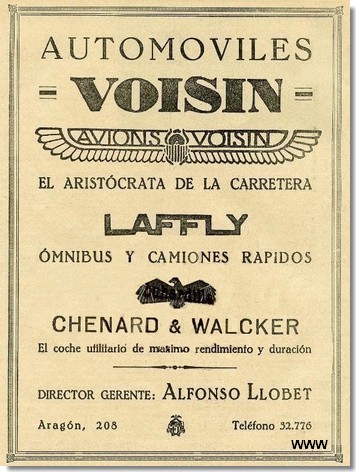 AUTOMOVILES
= VOISIN =
AVIONS VOISIN
EL ARISTÓCRATA DE LA CARRETERA
LAFFLY
ÓMNIBUS Y CAMIONES RAPIDOS
CHENARD & WALCKER
El coche utilitario de maximo rendimiento y duración
DIRECTOR GERENTE: ALFONSO LLOBET
Aragón, 208 Teléfono 32.776
www